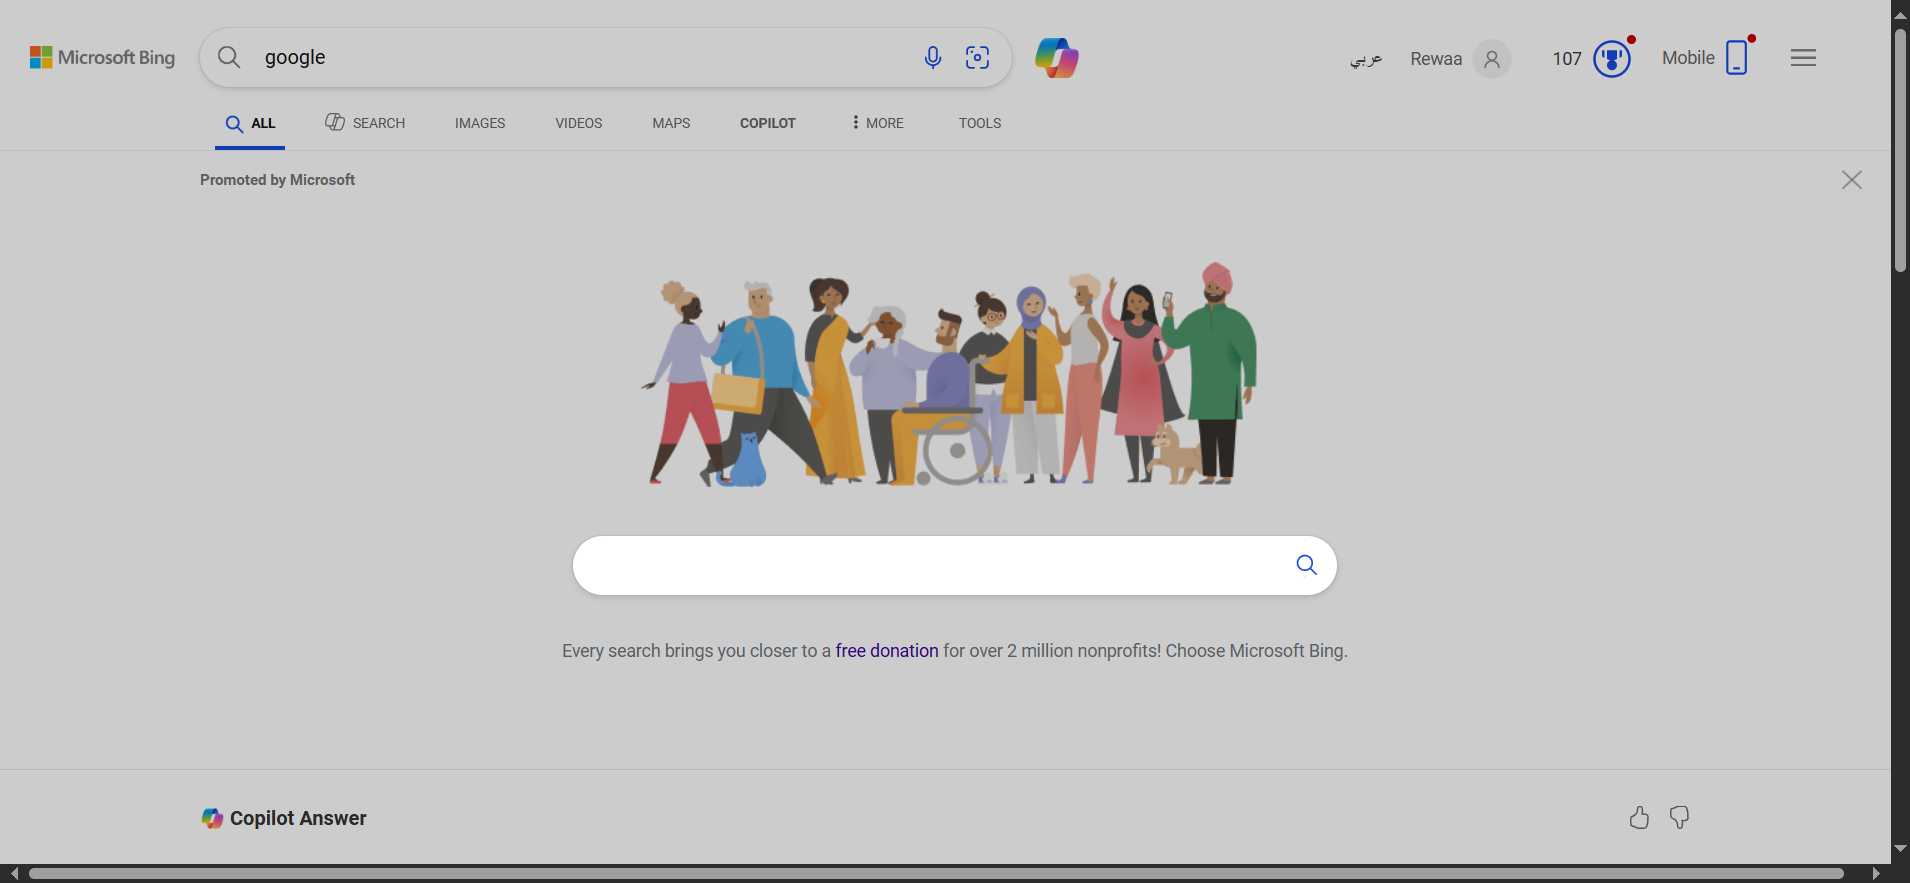 Microsoft Bing
google
عربي
Rewaa
107
Mobile
ALL
SEARCH
IMAGES
VIDEOS
MAPS
COPILOT
MORE
TOOLS
Promoted by Microsoft
Every search brings you closer to a free donation for over 2 million nonprofits! Choose Microsoft Bing.
Copilot Answer